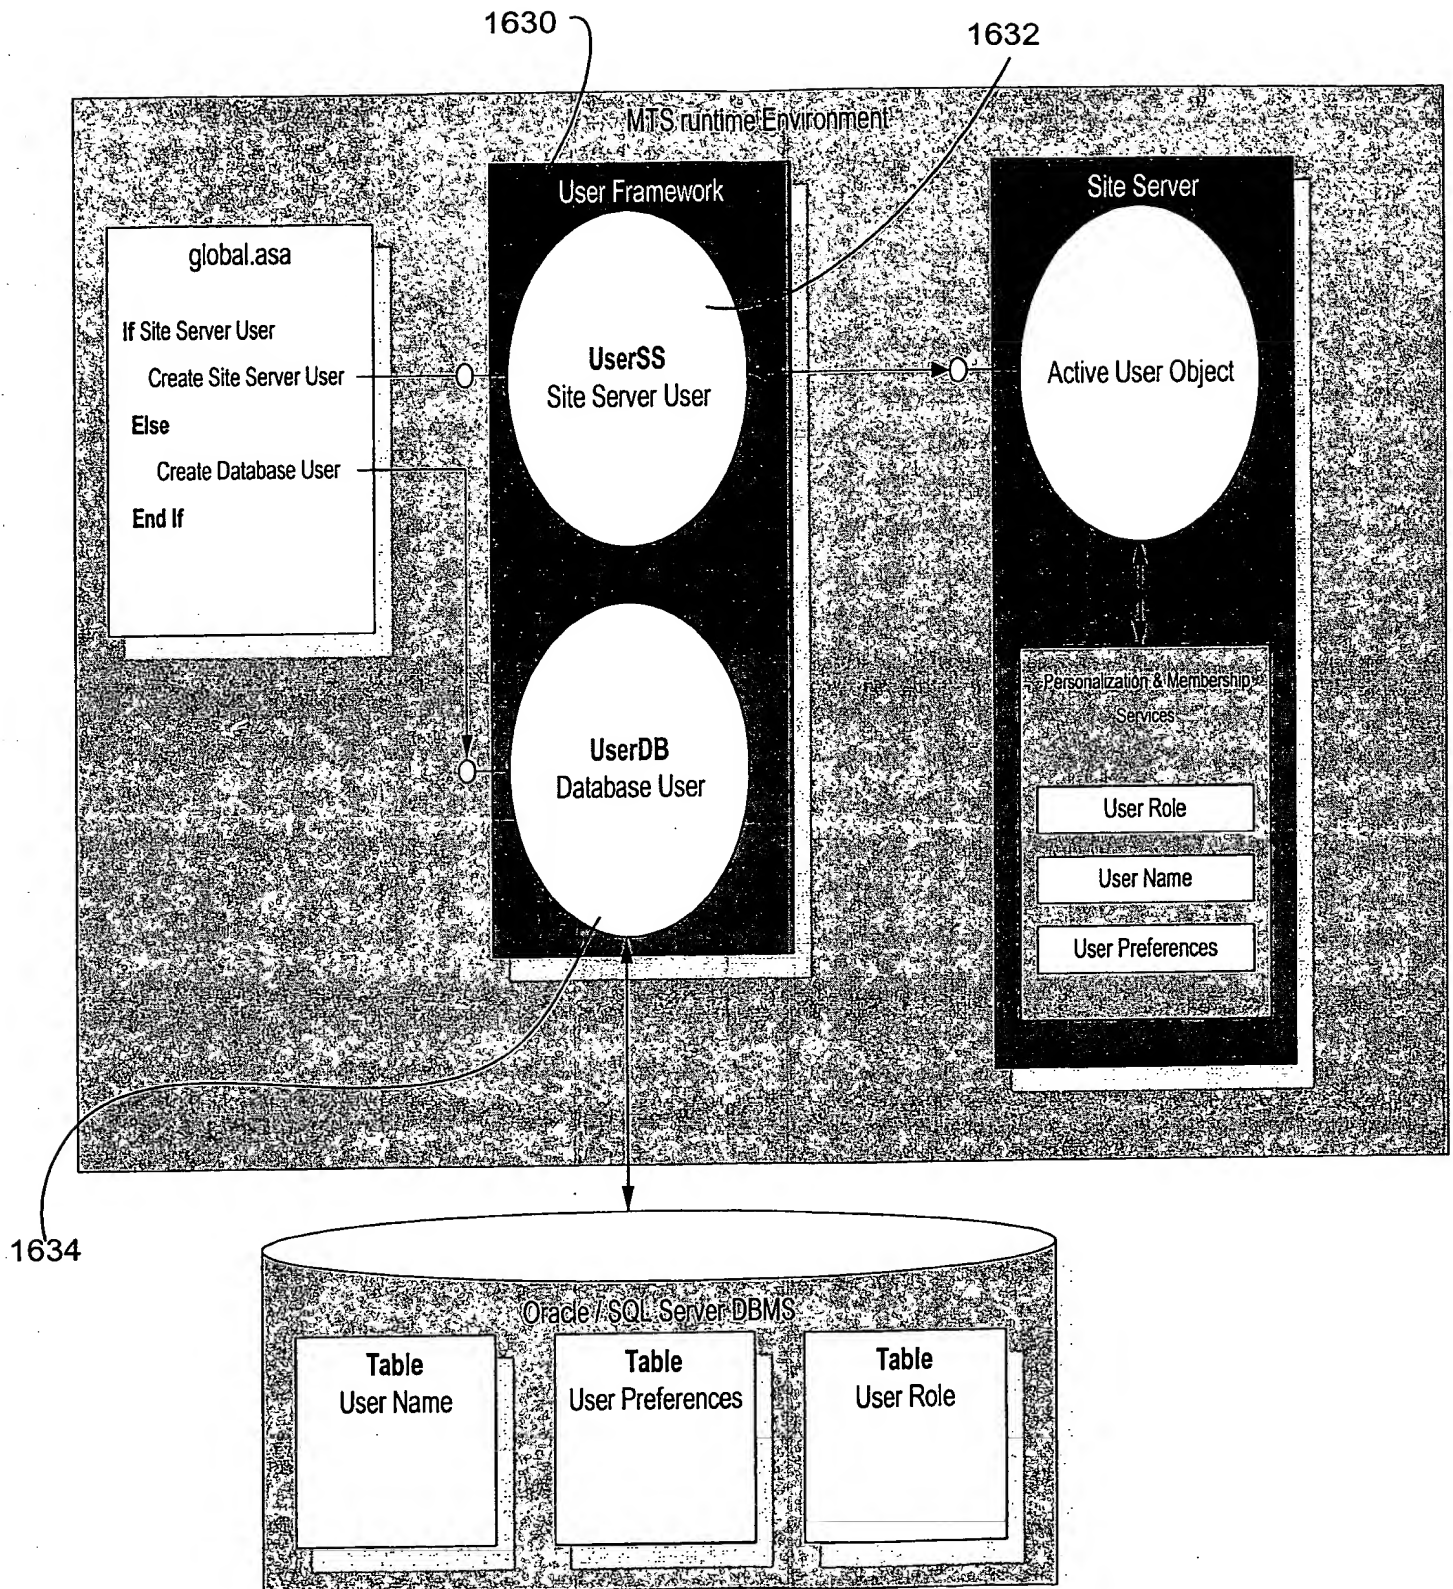 1630
1632
MTS runtime Environment
User Framework
Site Server
global.asa
If Site Server User
Create Site Server User
Else
Create Database User
End If
UserSS
Site Server User
Active User Object
UserDB
Database User
Personalization & Membership
Services
User Role
User Name
User Preferences
1634
Oracle / SQL Server DBMS
Table
User Name
Table
User Preferences
Table
User Role